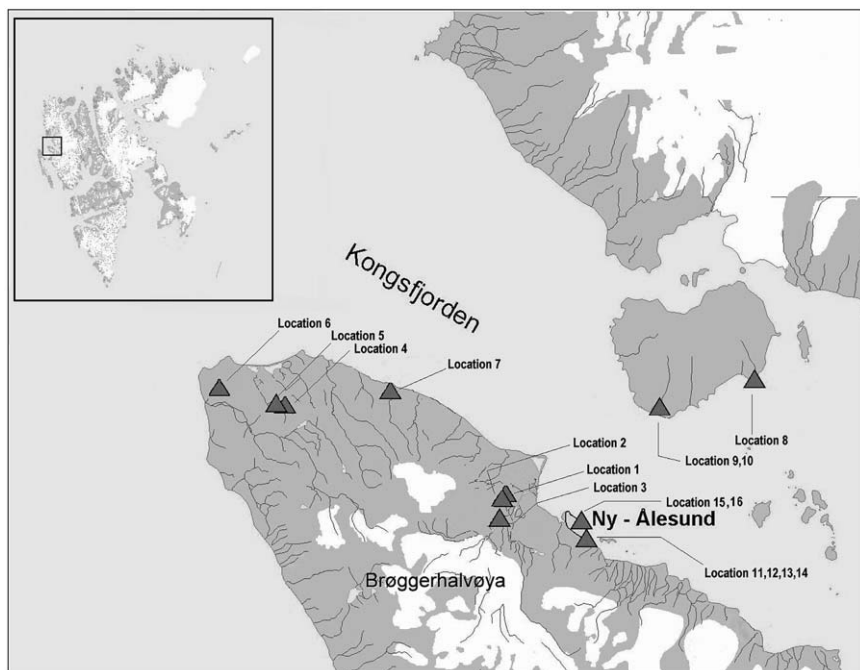 Kongsfjorden
Location 6
Location 5
Location 4
Location 7
Location 8
Location 9,10
Location 2
Location 1
Location 3
Location 15,16
Ny - Ålesund
Location 11,12,13,14
Brøggerhalvøya